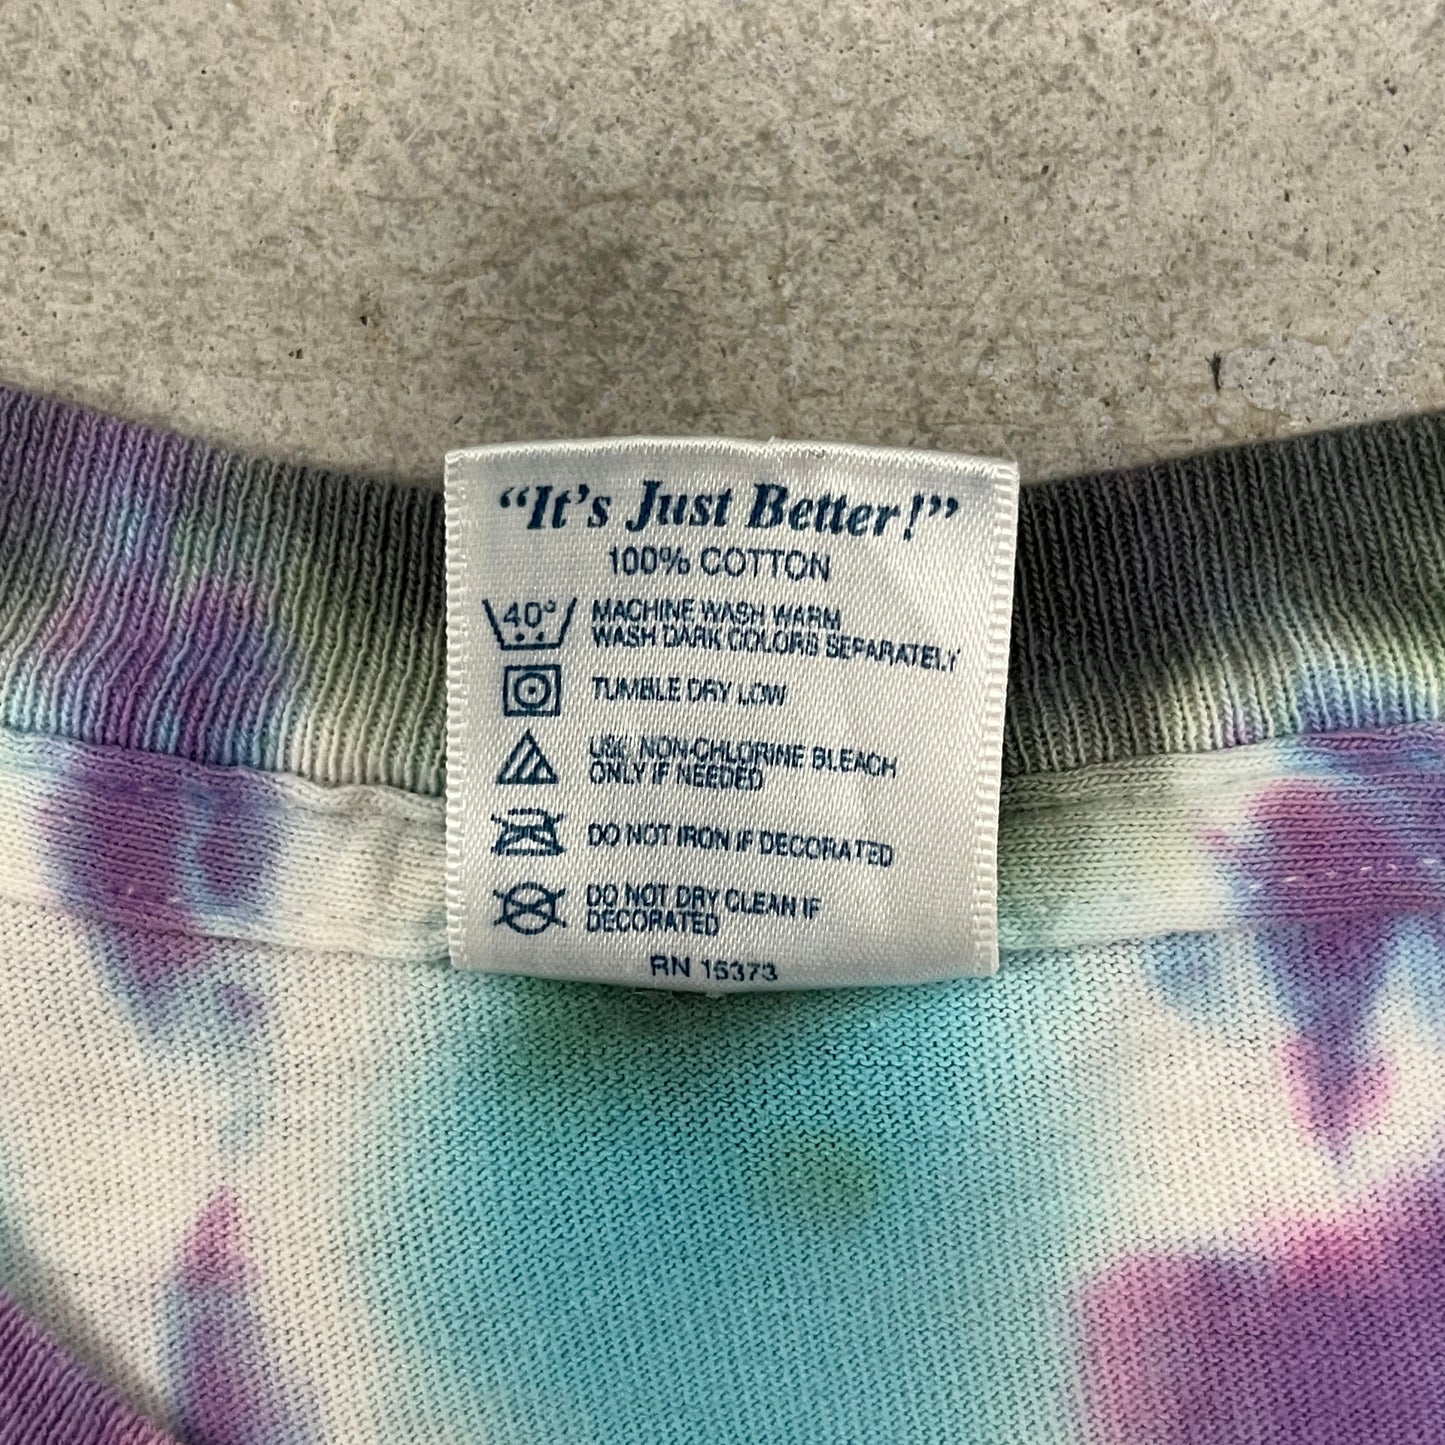 “It’s Just Better!”
100% COTTON
40°
MACHINE WASH WARM
WASH DARK COLORS SEPARATELY
TUMBLE DRY LOW
USE NON-CHLORINE BLEACH
ONLY IF NEEDED
DO NOT IRON IF DECORATED
DO NOT DRY CLEAN IF
DECORATED
RN 15373